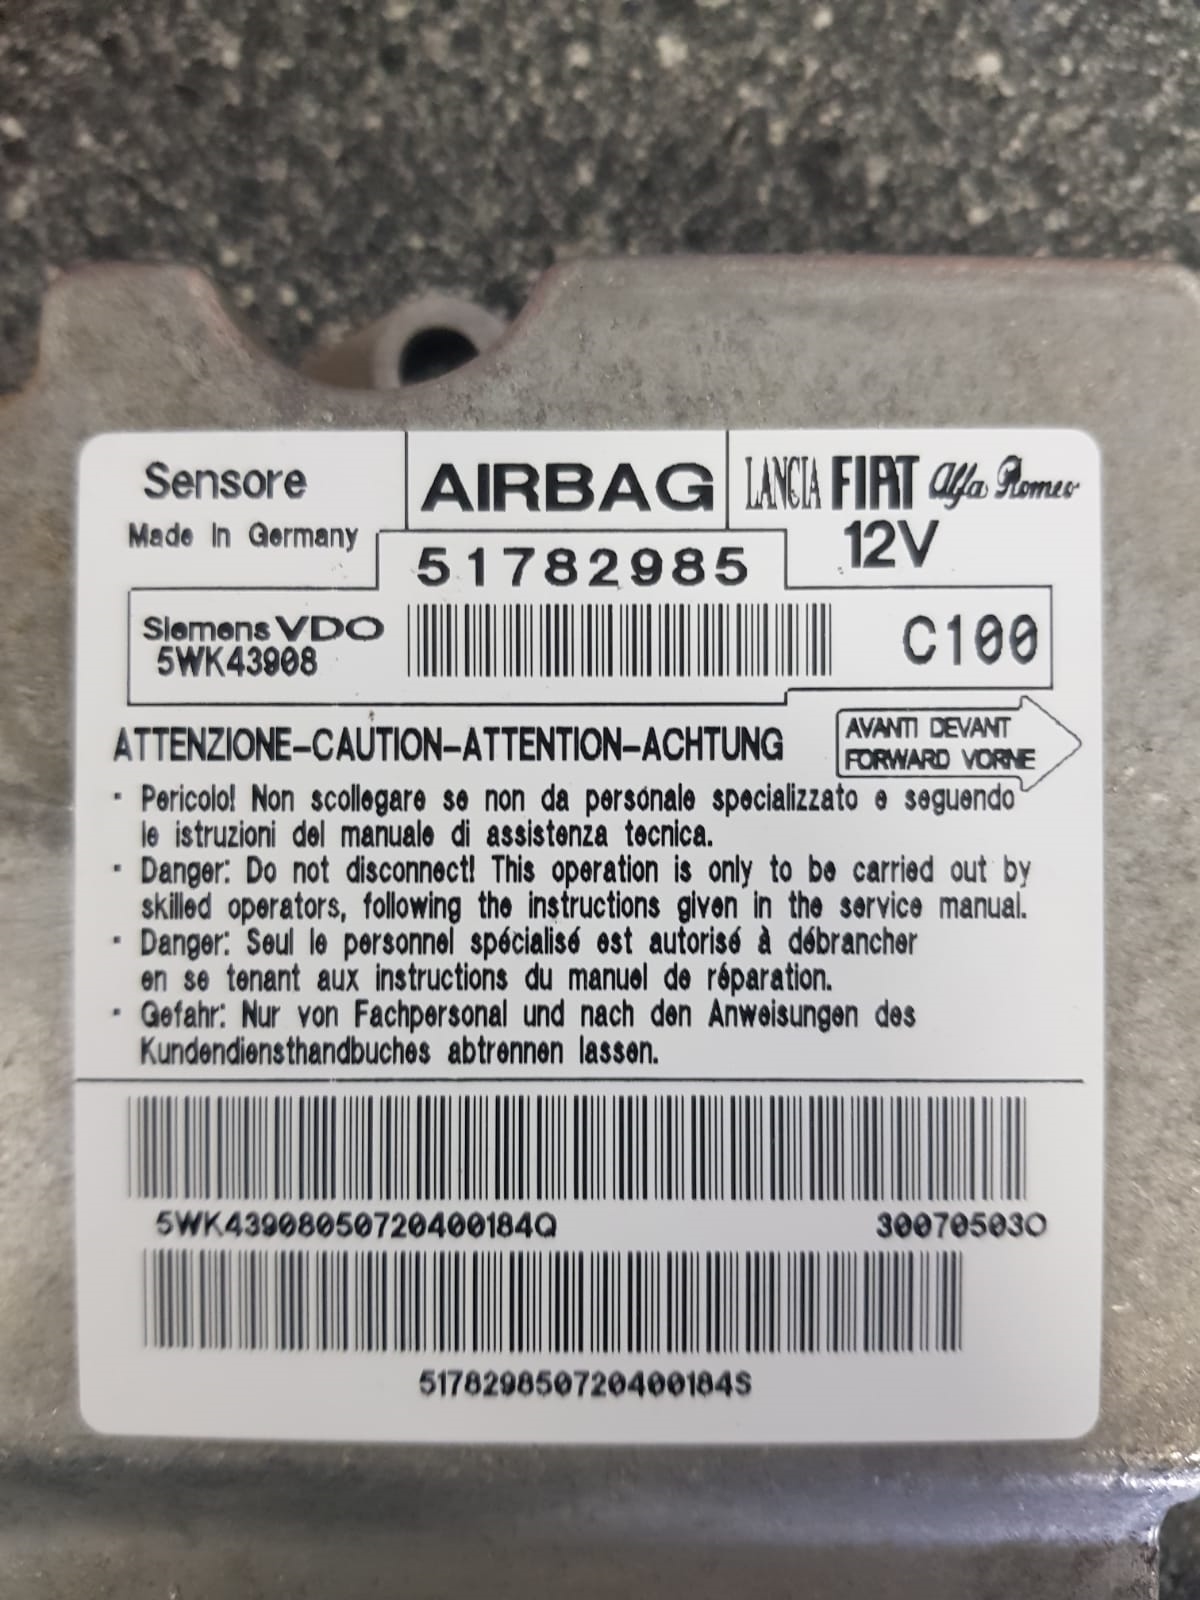 Sensore
Made In Germany
AIRBAG
LANCIA FIAT Alfa Romeo
12V
51782985
Siemens VDO
5WK43908
C100
ATTENZIONE-CAUTION-ATTENTION-ACHTUNG
AVANTI DEVANT
FORWARD VORNE
· Pericolo! Non scollegare se non da personale specializzato e seguendo
le istruzioni del manuale di assistenza tecnica.
· Danger: Do not disconnect! This operation is only to be carried out by
skilled operators, following the instructions given in the service manual.
· Danger: Seul le personnel spécialisé est autorisé à débrancher
en se tenant aux instructions du manuel de réparation.
· Gefahr: Nur von Fachpersonal und nach den Anweisungen des
Kundendiensthandbuches abtrennen lassen.
5WK43908050720400184Q
30070503O
517829850720400184S